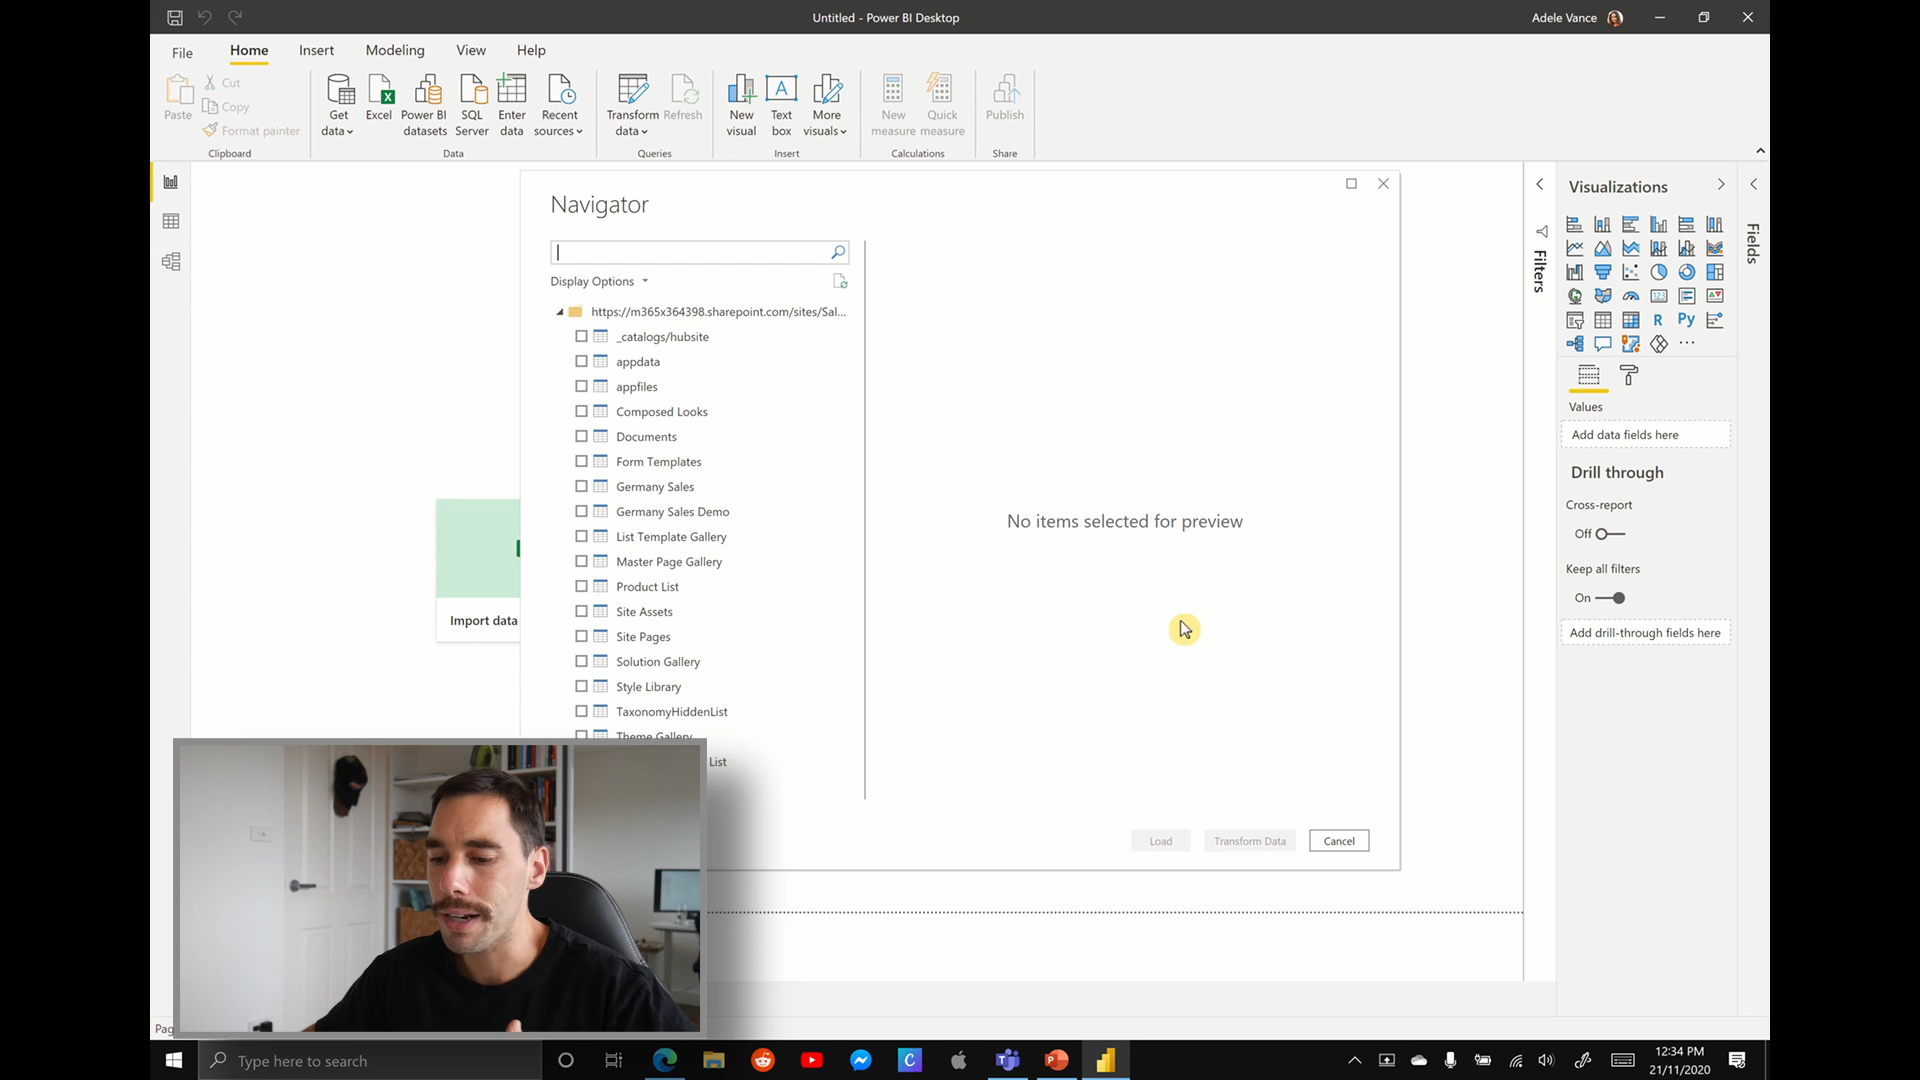 Untitled - Power BI Desktop
Adele Vance
File
Home
Insert
Modeling
View
Help
Paste
Cut
Copy
Format painter
Get data
Excel
Power BI datasets
SQL Server
Enter data
Recent sources
Transform data
Refresh
New visual
Text box
More visuals
New measure
Quick measure
Publish
Clipboard
Data
Queries
Insert
Calculations
Share
Navigator
Display Options
https://m365x364398.sharepoint.com/sites/Sal...
_catalogs/hubsite
appdata
appfiles
Composed Looks
Documents
Form Templates
Germany Sales
Germany Sales Demo
List Template Gallery
Master Page Gallery
Product List
Site Assets
Site Pages
Solution Gallery
Style Library
TaxonomyHiddenList
Theme Gallery
List
No items selected for preview
Load
Transform Data
Cancel
Import data
Filters
Visualizations
Fields
123
R
Py
Values
Add data fields here
Drill through
Cross-report
Off
Keep all filters
On
Add drill-through fields here
Pag
Type here to search
12:34 PM
21/11/2020